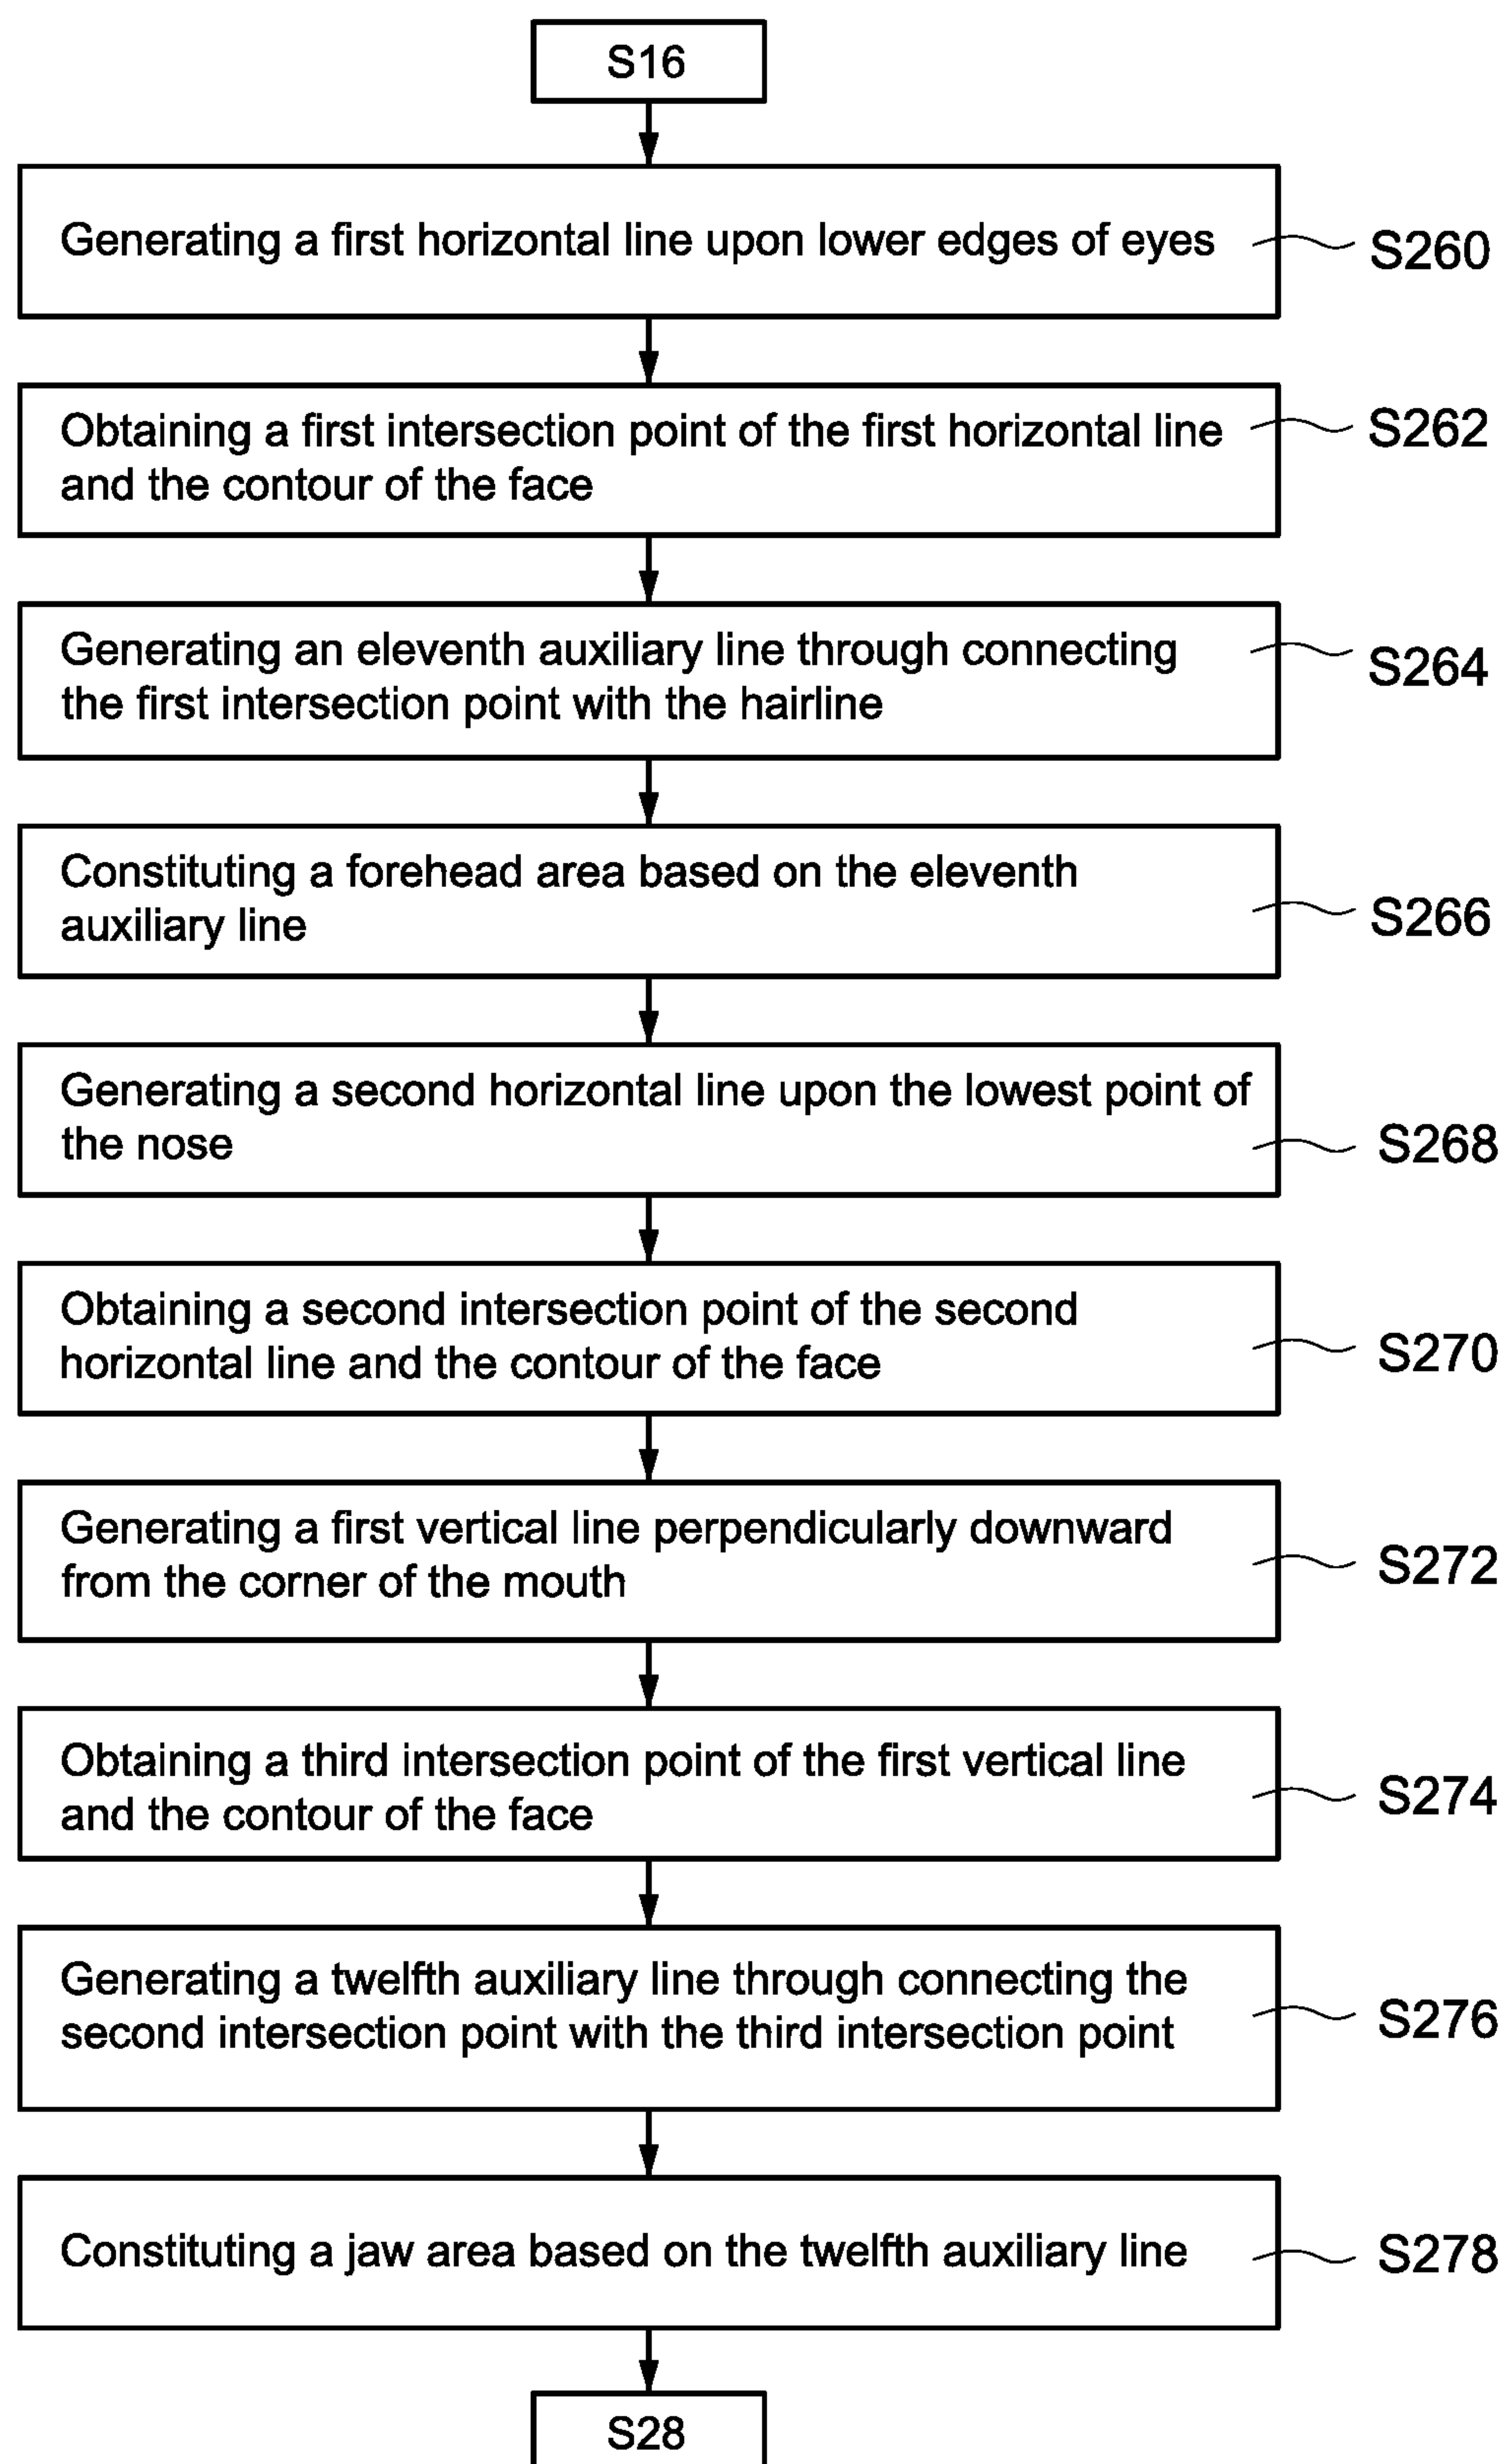 S16
Generating a first horizontal line upon lower edges of eyes
S260
Obtaining a first intersection point of the first horizontal line
and the contour of the face
S262
Generating an eleventh auxiliary line through connecting
the first intersection point with the hairline
S264
Constituting a forehead area based on the eleventh
auxiliary line
S266
Generating a second horizontal line upon the lowest point of
the nose
S268
Obtaining a second intersection point of the second
horizontal line and the contour of the face
S270
Generating a first vertical line perpendicularly downward
from the corner of the mouth
S272
Obtaining a third intersection point of the first vertical line
and the contour of the face
S274
Generating a twelfth auxiliary line through connecting the
second intersection point with the third intersection point
S276
Constituting a jaw area based on the twelfth auxiliary line
S278
S28